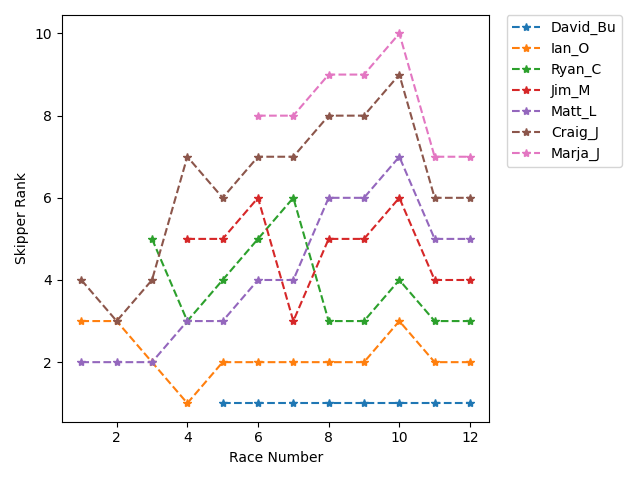 10
8
6
4
2
Skipper Rank
2 4 6 8 10 12
Race Number
David_Bu
Ian_O
Ryan_C
Jim_M
Matt_L
Craig_J
Marja_J